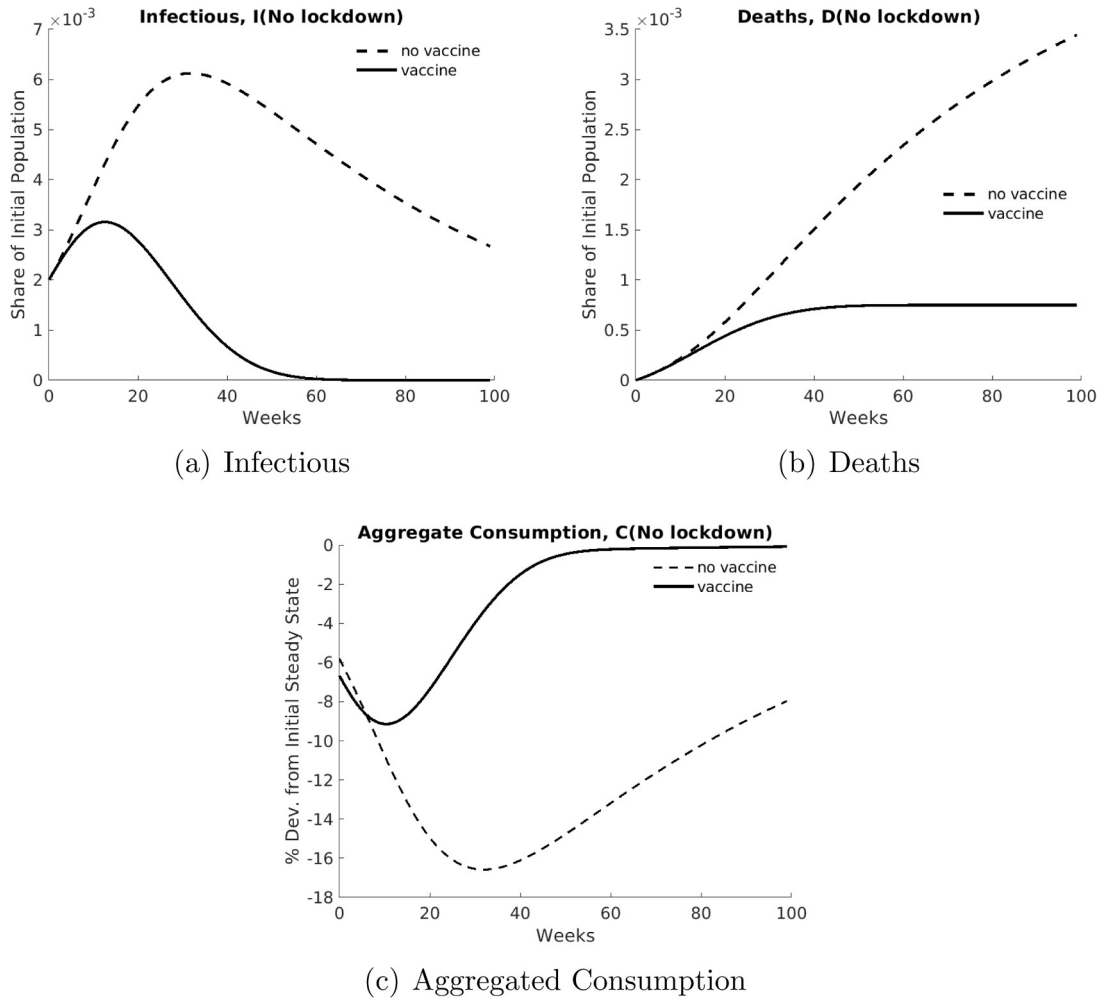 Infectious, I(No lockdown)
×10-3
7
6
5
4
3
2
1
0
Share of Initial Population
no vaccine
vaccine
0 20 40 60 80 100
Weeks
(a) Infectious
Deaths, D(No lockdown)
×10-3
3.5
3
2.5
2
1.5
1
0.5
0
Share of Initial Population
no vaccine
vaccine
0 20 40 60 80 100
Weeks
(b) Deaths
Aggregate Consumption, C(No lockdown)
0
-2
-4
-6
-8
-10
-12
-14
-16
-18
% Dev. from Initial Steady State
no vaccine
vaccine
0 20 40 60 80 100
Weeks
(c) Aggregated Consumption